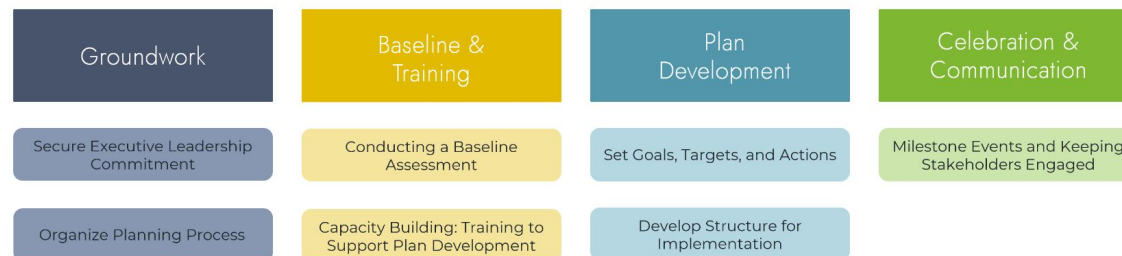 Groundwork
Baseline &
Training
Plan
Development
Celebration &
Communication
Secure Executive Leadership
Commitment
Conducting a Baseline
Assessment
Set Goals, Targets, and Actions
Milestone Events and Keeping
Stakeholders Engaged
Organize Planning Process
Capacity Building: Training to
Support Plan Development
Develop Structure for
Implementation